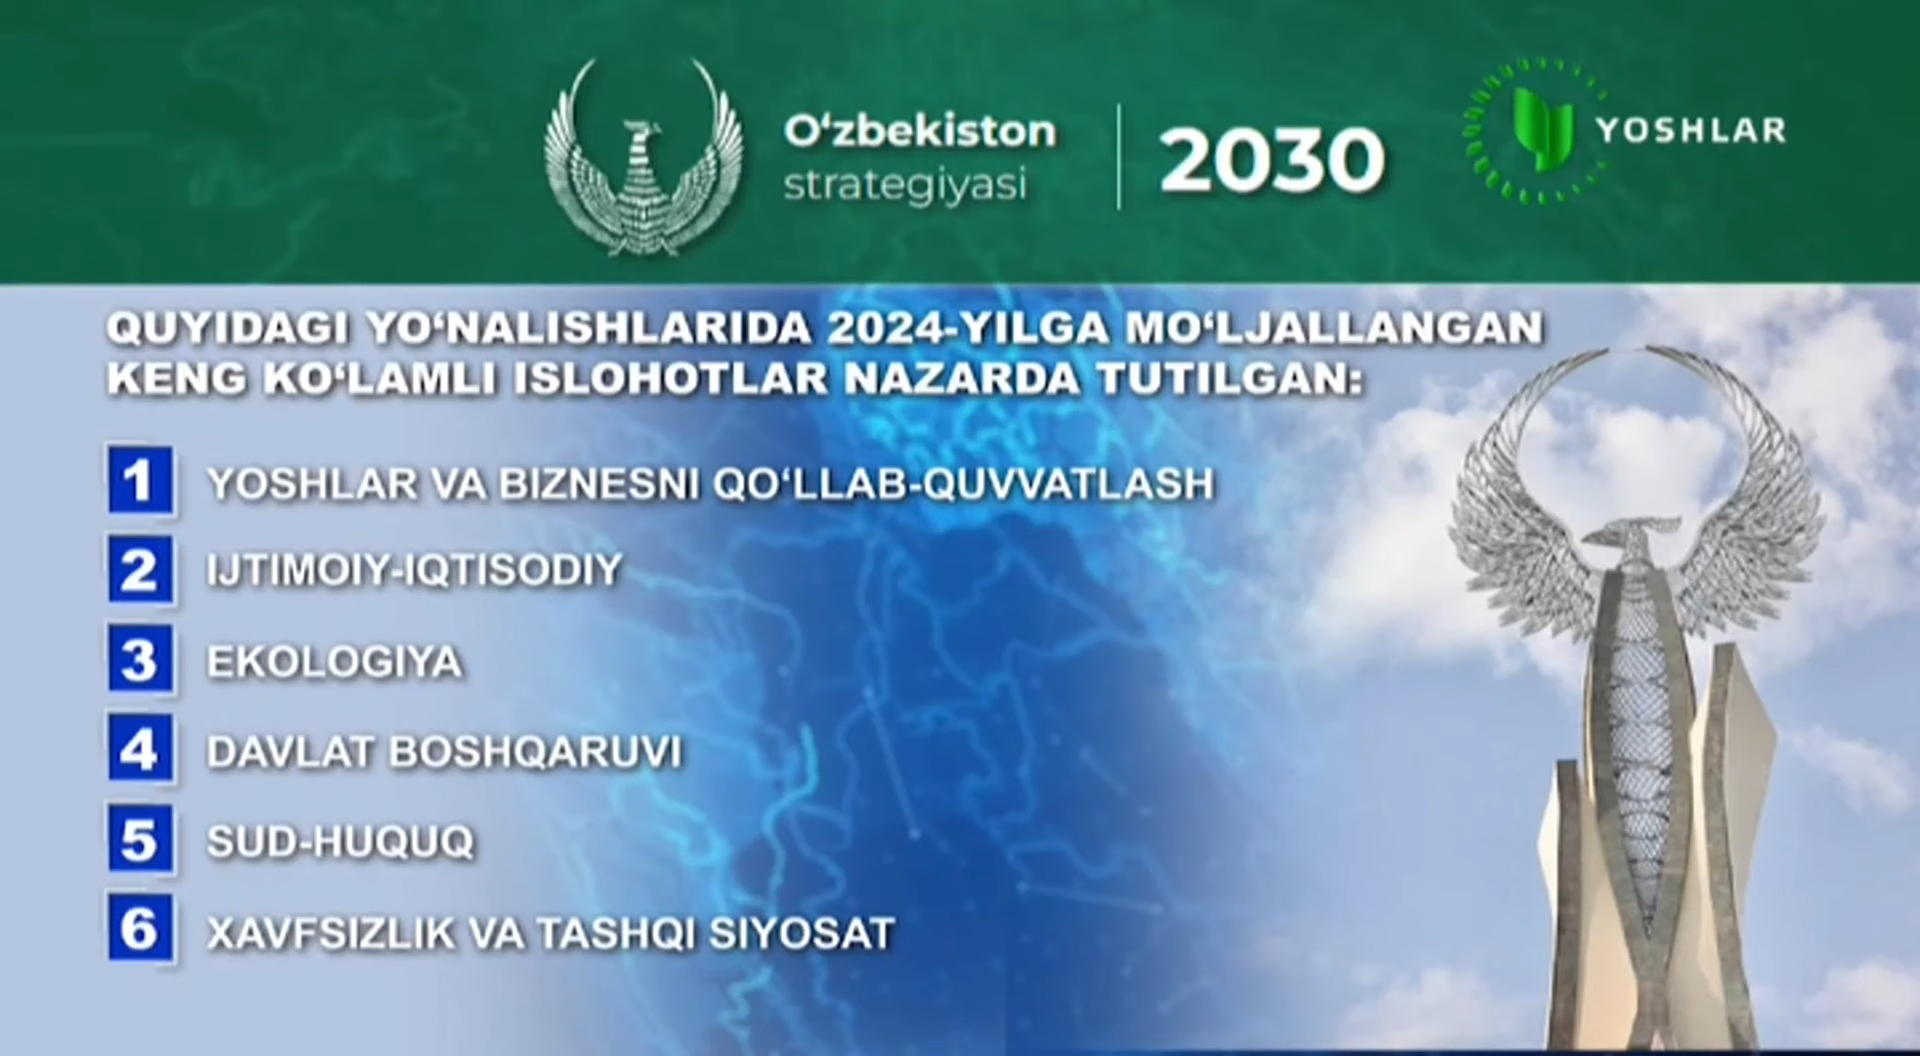 O‘zbekiston
strategiyasi
2030
YOSHLAR
QUYIDAGI YO‘NALISHLARIDA 2024-YILGA MO‘LJALLANGAN
KENG KO‘LAMLI ISLOHOTLAR NAZARDA TUTILGAN:
1 YOSHLAR VA BIZNESNI QO‘LLAB-QUVVATLASH
2 IJTIMOIY-IQTISODIY
3 EKOLOGIYA
4 DAVLAT BOSHQARUVI
5 SUD-HUQUQ
6 XAVFSIZLIK VA TASHQI SIYOSAT